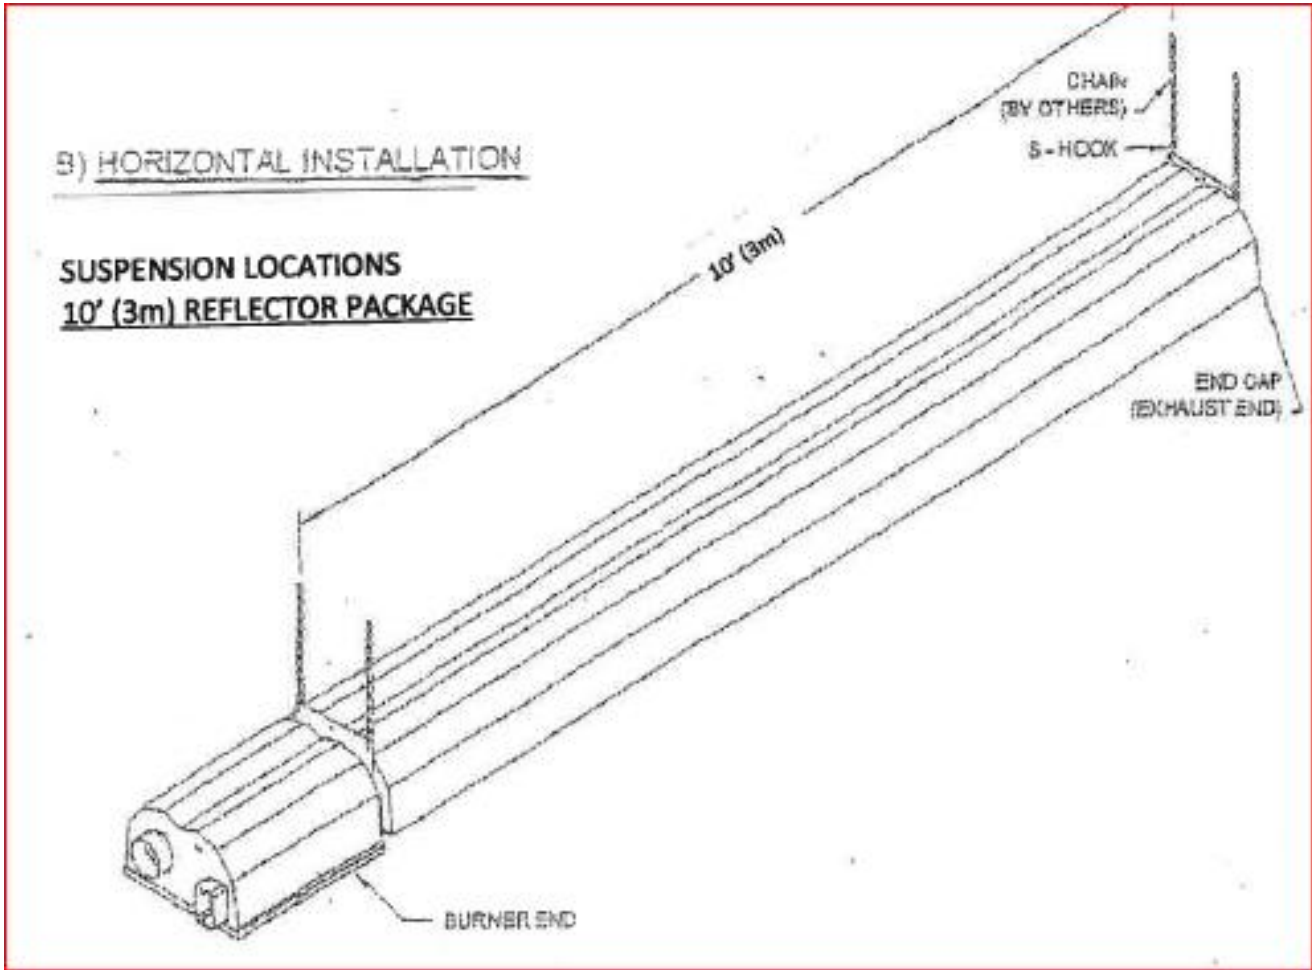 B) HORIZONTAL INSTALLATION
SUSPENSION LOCATIONS
10' (3m) REFLECTOR PACKAGE
10' (3m)
CHAIN
(BY OTHERS)
S-HOOK
END CAP
(EXHAUST END)
BURNER END